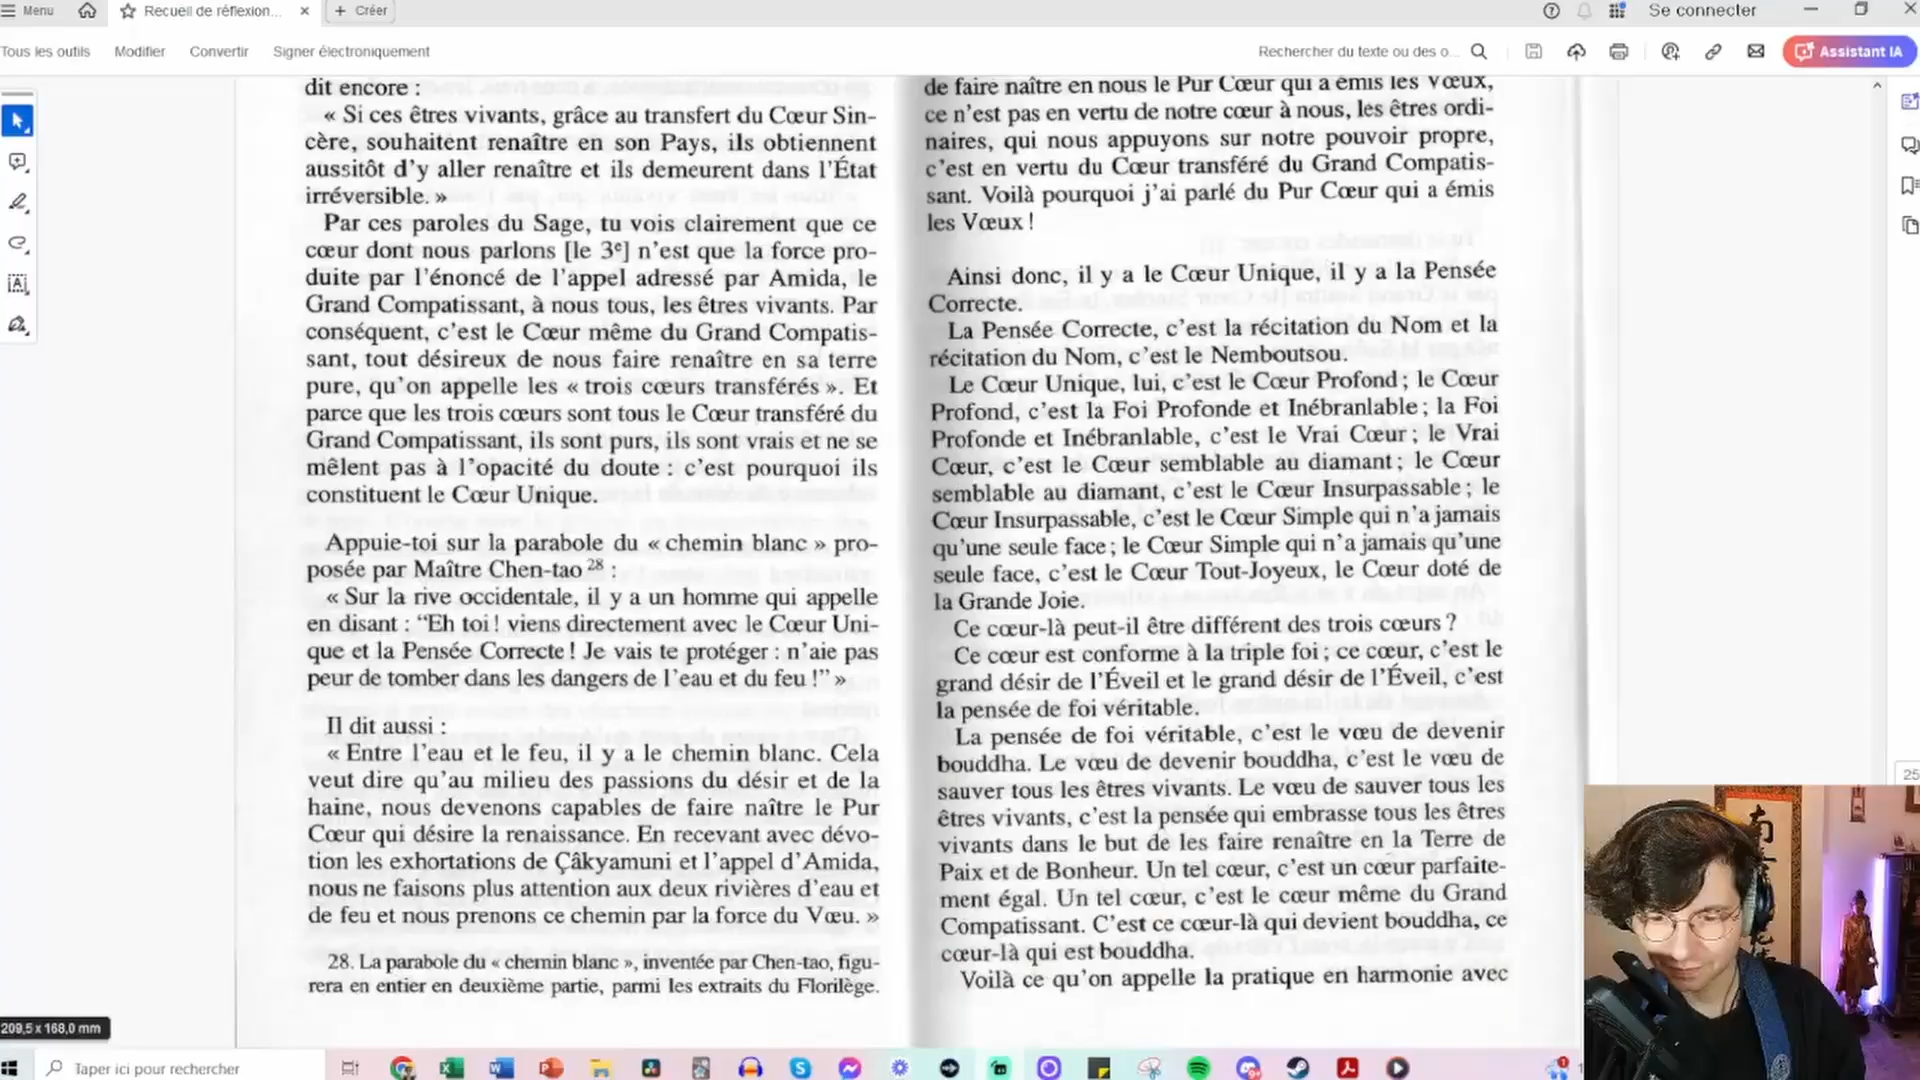 Menu
Recueil de réflexion...
Créer
Se connecter
Tous les outils
Modifier
Convertir
Signer électroniquement
Rechercher du texte ou des o...
Assistant IA
dit encore :
« Si ces êtres vivants, grâce au transfert du Cœur Sin-
cère, souhaitent renaître en son Pays, ils obtiennent
aussitôt d’y aller renaître et ils demeurent dans l’État
irréversible. »
Par ces paroles du Sage, tu vois clairement que ce
cœur dont nous parlons [le 3e] n’est que la force pro-
duite par l’énoncé de l’appel adressé par Amida, le
Grand Compatissant, à nous tous, les êtres vivants. Par
conséquent, c’est le Cœur même du Grand Compatis-
sant, tout désireux de nous faire renaître en sa terre
pure, qu’on appelle les « trois cœurs transférés ». Et
parce que les trois cœurs sont tous le Cœur transféré du
Grand Compatissant, ils sont purs, ils sont vrais et ne se
mêlent pas à l’opacité du doute : c’est pourquoi ils
constituent le Cœur Unique.
Appuie-toi sur la parabole du « chemin blanc » pro-
posée par Maître Chen-tao 28 :
« Sur la rive occidentale, il y a un homme qui appelle
en disant : “Eh toi ! viens directement avec le Cœur Uni-
que et la Pensée Correcte ! Je vais te protéger : n’aie pas
peur de tomber dans les dangers de l’eau et du feu !” »
Il dit aussi :
« Entre l’eau et le feu, il y a le chemin blanc. Cela
veut dire qu’au milieu des passions du désir et de la
haine, nous devenons capables de faire naître le Pur
Cœur qui désire la renaissance. En recevant avec dévo-
tion les exhortations de Çâkyamuni et l’appel d’Amida,
nous ne faisons plus attention aux deux rivières d’eau et
de feu et nous prenons ce chemin par la force du Vœu. »
28. La parabole du « chemin blanc », inventée par Chen-tao, figu-
rera en entier en deuxième partie, parmi les extraits du Florilège.
de faire naître en nous le Pur Cœur qui a émis les Vœux,
ce n’est pas en vertu de notre cœur à nous, les êtres ordi-
naires, qui nous appuyons sur notre pouvoir propre,
c’est en vertu du Cœur transféré du Grand Compatis-
sant. Voilà pourquoi j’ai parlé du Pur Cœur qui a émis
les Vœux !
Ainsi donc, il y a le Cœur Unique, il y a la Pensée
Correcte.
La Pensée Correcte, c’est la récitation du Nom et la
récitation du Nom, c’est le Nemboutsou.
Le Cœur Unique, lui, c’est le Cœur Profond ; le Cœur
Profond, c’est la Foi Profonde et Inébranlable ; la Foi
Profonde et Inébranlable, c’est le Vrai Cœur ; le Vrai
Cœur, c’est le Cœur semblable au diamant ; le Cœur
semblable au diamant, c’est le Cœur Insurpassable ; le
Cœur Insurpassable, c’est le Cœur Simple qui n’a jamais
qu’une seule face ; le Cœur Simple qui n’a jamais qu’une
seule face, c’est le Cœur Tout-Joyeux, le Cœur doté de
la Grande Joie.
Ce cœur-là peut-il être différent des trois cœurs ?
Ce cœur est conforme à la triple foi ; ce cœur, c’est le
grand désir de l’Éveil et le grand désir de l’Éveil, c’est
la pensée de foi véritable.
La pensée de foi véritable, c’est le vœu de devenir
bouddha. Le vœu de devenir bouddha, c’est le vœu de
sauver tous les êtres vivants. Le vœu de sauver tous les
êtres vivants, c’est la pensée qui embrasse tous les êtres
vivants dans le but de les faire renaître en la Terre de
Paix et de Bonheur. Un tel cœur, c’est un cœur parfaite-
ment égal. Un tel cœur, c’est le cœur même du Grand
Compatissant. C’est ce cœur-là qui devient bouddha, ce
cœur-là qui est bouddha.
Voilà ce qu’on appelle la pratique en harmonie avec
25
南
209,5 x 168,0 mm
Taper ici pour rechercher